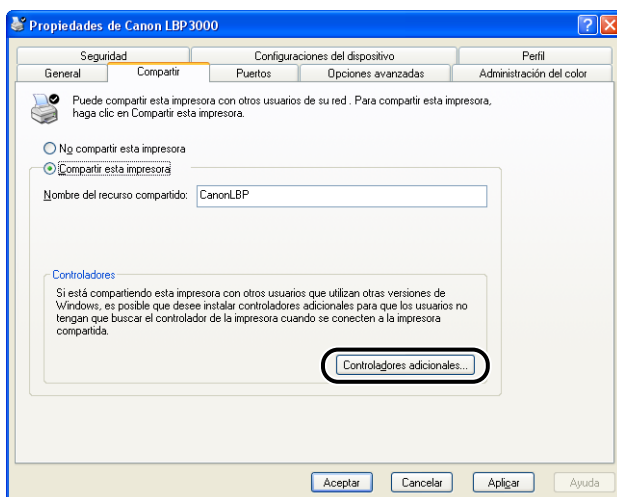 Propiedades de Canon LBP3000
Seguridad Configuraciones del dispositivo Perfil
General Compartir Puertos Opciones avanzadas Administración del color
Puede compartir esta impresora con otros usuarios de su red . Para compartir esta impresora,
haga clic en Compartir esta impresora.
No compartir esta impresora
Compartir esta impresora
Nombre del recurso compartido: CanonLBP
Controladores
Si está compartiendo esta impresora con otros usuarios que utilizan otras versiones de
Windows, es posible que desee instalar controladores adicionales para que los usuarios no
tengan que buscar el controlador de la impresora cuando se conecten a la impresora
compartida.
Controladores adicionales...
Aceptar Cancelar Aplicar Ayuda